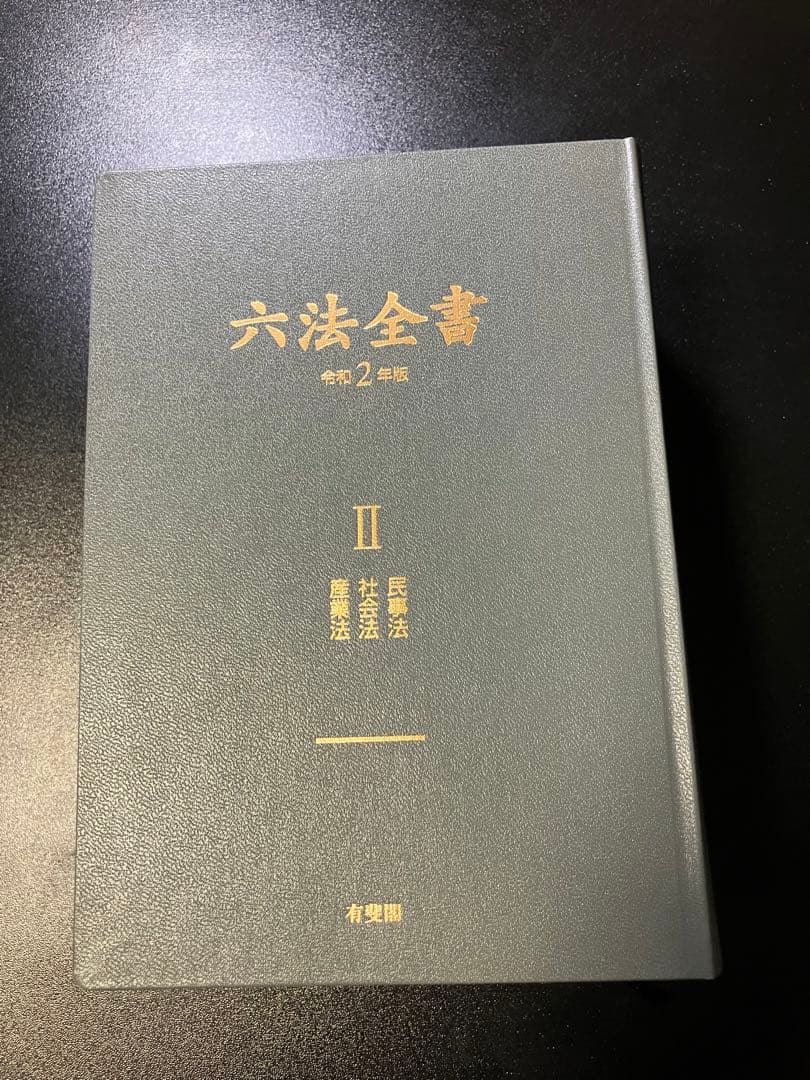 六法全書
令和2年版
Ⅱ
民事法
社会法
産業法
有斐閣